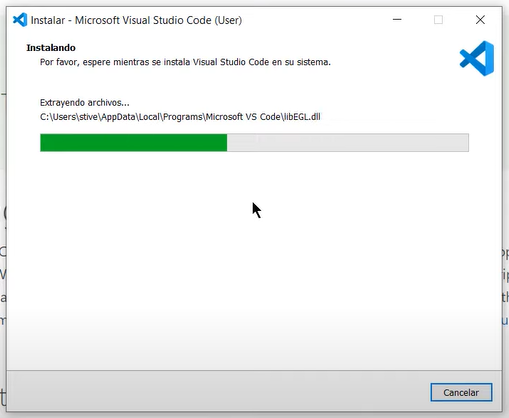 Instalar - Microsoft Visual Studio Code (User)
Instalando
Por favor, espere mientras se instala Visual Studio Code en su sistema.
Extrayendo archivos...
C:\Users\stive\AppData\Local\Programs\Microsoft VS Code\libEGL.dll
Cancelar